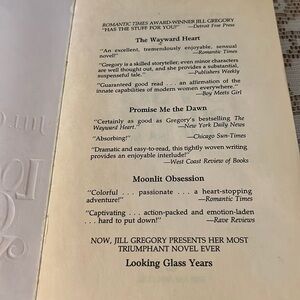 ROMANTIC TIMES AWARD-WINNER JILL GREGORY
"HAS THE STUFF FOR YOU!" —Detroit Free Press
The Wayward Heart
"An excellent, tremendously enjoyable, sensual
novel!" —Romantic Times
"Gregory is a skilled storyteller; even minor characters
are well thought out, and she provides a substantial,
suspenseful tale." —Publishers Weekly
"Guaranteed good read . . . an affirmation of the
innate capabilities of modern women everywhere."
—Boy Meets Girl
Promise Me the Dawn
"Certainly as good as Gregory's bestselling The
Wayward Heart." —New York Daily News
"Absorbing!" —Chicago Sun-Times
"Dramatic and easy-to-read, this tightly woven writing
provides an enjoyable interlude!"
—West Coast Review of Books
Moonlit Obsession
"Colorful . . . passionate . . . a heart-stopping
adventure!" —Romantic Times
"Captivating . . . action-packed and emotion-laden
. . . hard to put down!" —Rave Reviews
NOW, JILL GREGORY PRESENTS HER MOST
TRIUMPHANT NOVEL EVER
Looking Glass Years